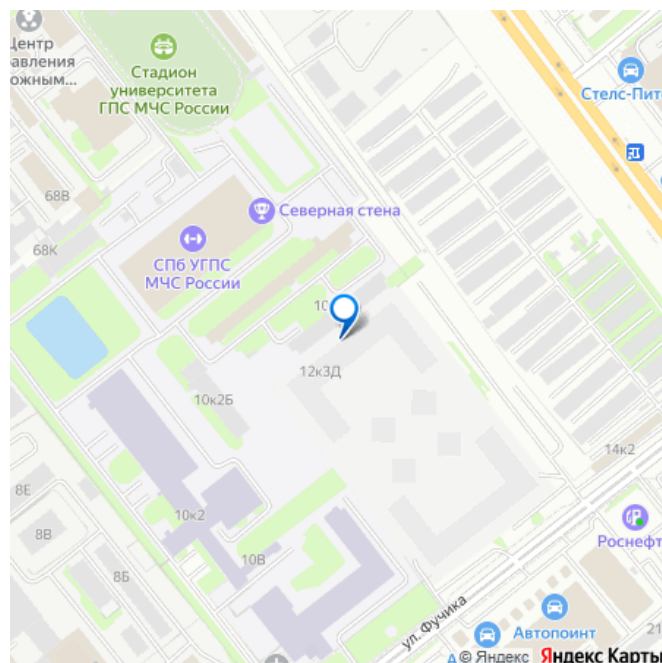 Центр
авления
ожным...
Стадион
университета
ГПС МЧС России
Стелс-Пит
68В
Северная стена
68К
СПб УГПС
МЧС России
12к3Д
10к2Б
14к2
8Е
10к2
8В
10В
Роснефт
8Б
ул. Фучика
Автопоинт
21
© Яндекс Яндекс Карты